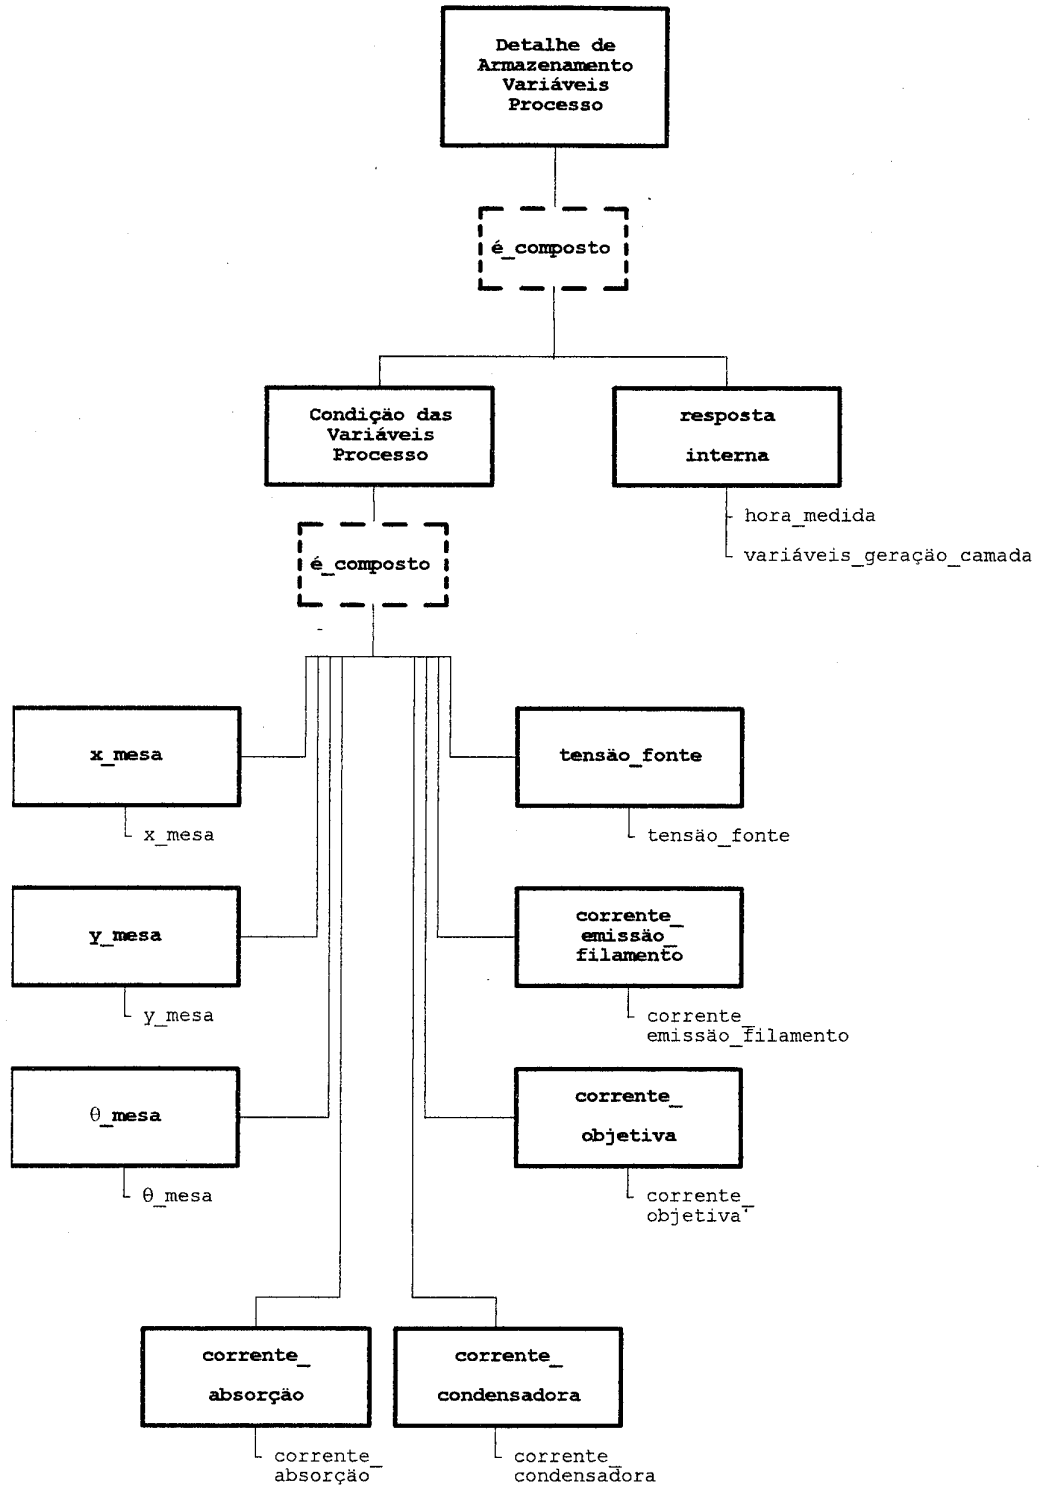 Detalhe de
Armazenamento
Variáveis
Processo
é_composto
Condição das
Variáveis
Processo
resposta
interna
hora_medida
variáveis_geração_camada
é_composto
x_mesa
x_mesa
tensão_fonte
tensão_fonte
y_mesa
y_mesa
corrente_
emissão_
filamento
corrente_
emissão_filamento
θ_mesa
θ_mesa
corrente_
objetiva
corrente_
objetiva
corrente_
absorção
corrente_
absorção
corrente_
condensadora
corrente_
condensadora